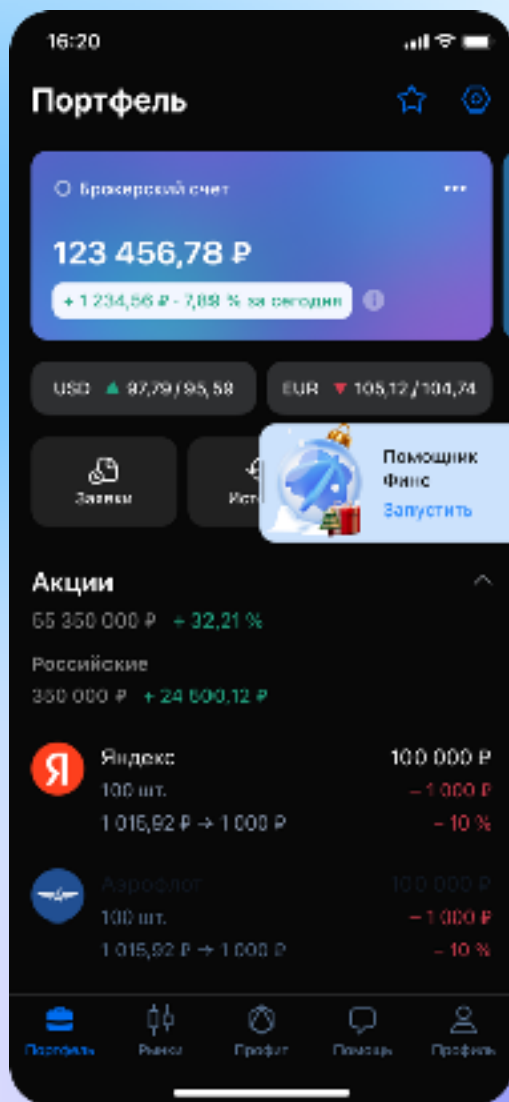 16:20
Портфель
Брокерский счет
123 456,78 ₽
+ 1 234,56 ₽ - 7,89 % за сегодня
USD ▲ 97,79 / 95,59
EUR ▼ 105,12 / 104,74
Заявки
Ист
Помощник
Финс
Запустить
Акции
55 350 000 ₽ + 32,21 %
Российские
350 000 ₽ + 24 500,12 ₽
Я
Яндекс
100 000 ₽
100 шт.
– 1 000 ₽
1 015,92 ₽ → 1 000 ₽
– 10 %
Аэрофлот
100 000 ₽
100 шт.
– 1 000 ₽
1 015,92 ₽ → 1 000 ₽
– 10 %
Портфель
Рынки
Профит
Помощь
Профиль